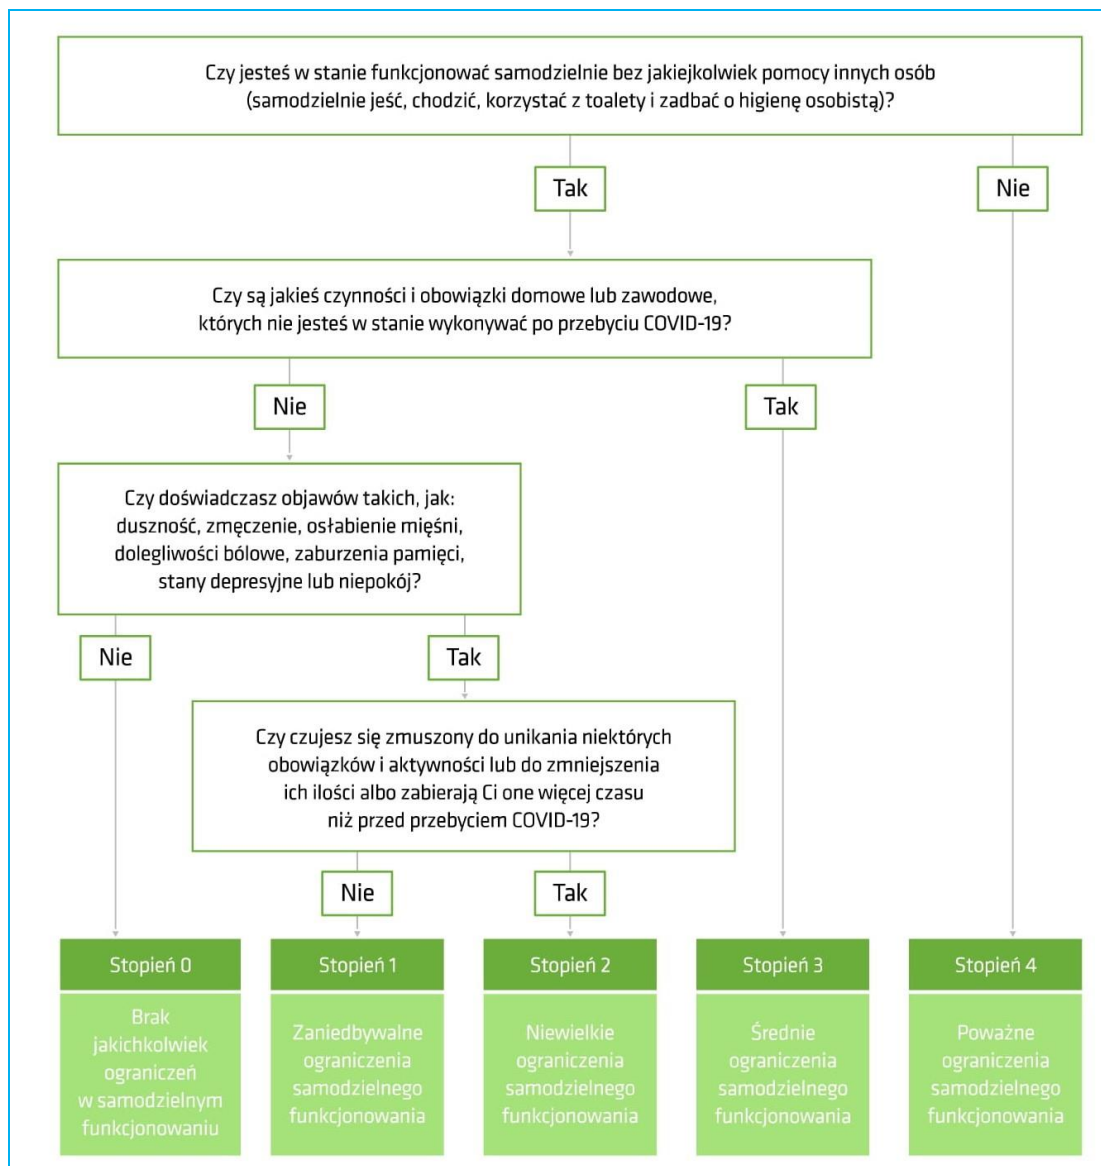 Czy jesteś w stanie funkcjonować samodzielnie bez jakiejkolwiek pomocy innych osób
(samodzielnie jeść, chodzić, korzystać z toalety i zadbać o higienę osobistą)?
Tak
Nie
Czy są jakieś czynności i obowiązki domowe lub zawodowe,
których nie jesteś w stanie wykonywać po przebyciu COVID-19?
Nie
Tak
Czy doświadczasz objawów takich, jak:
duszność, zmęczenie, osłabienie mięśni,
dolegliwości bólowe, zaburzenia pamięci,
stany depresyjne lub niepokój?
Nie
Tak
Czy czujesz się zmuszony do unikania niektórych
obowiązków i aktywności lub do zmniejszenia
ich ilości albo zabierają Ci one więcej czasu
niż przed przebyciem COVID-19?
Nie
Tak
Stopień 0
Brak
jakichkolwiek
ograniczeń
w samodzielnym
funkcjonowaniu
Stopień 1
Zaniedbywalne
ograniczenia
samodzielnego
funkcjonowania
Stopień 2
Niewielkie
ograniczenia
samodzielnego
funkcjonowania
Stopień 3
Średnie
ograniczenia
samodzielnego
funkcjonowania
Stopień 4
Poważne
ograniczenia
samodzielnego
funkcjonowania